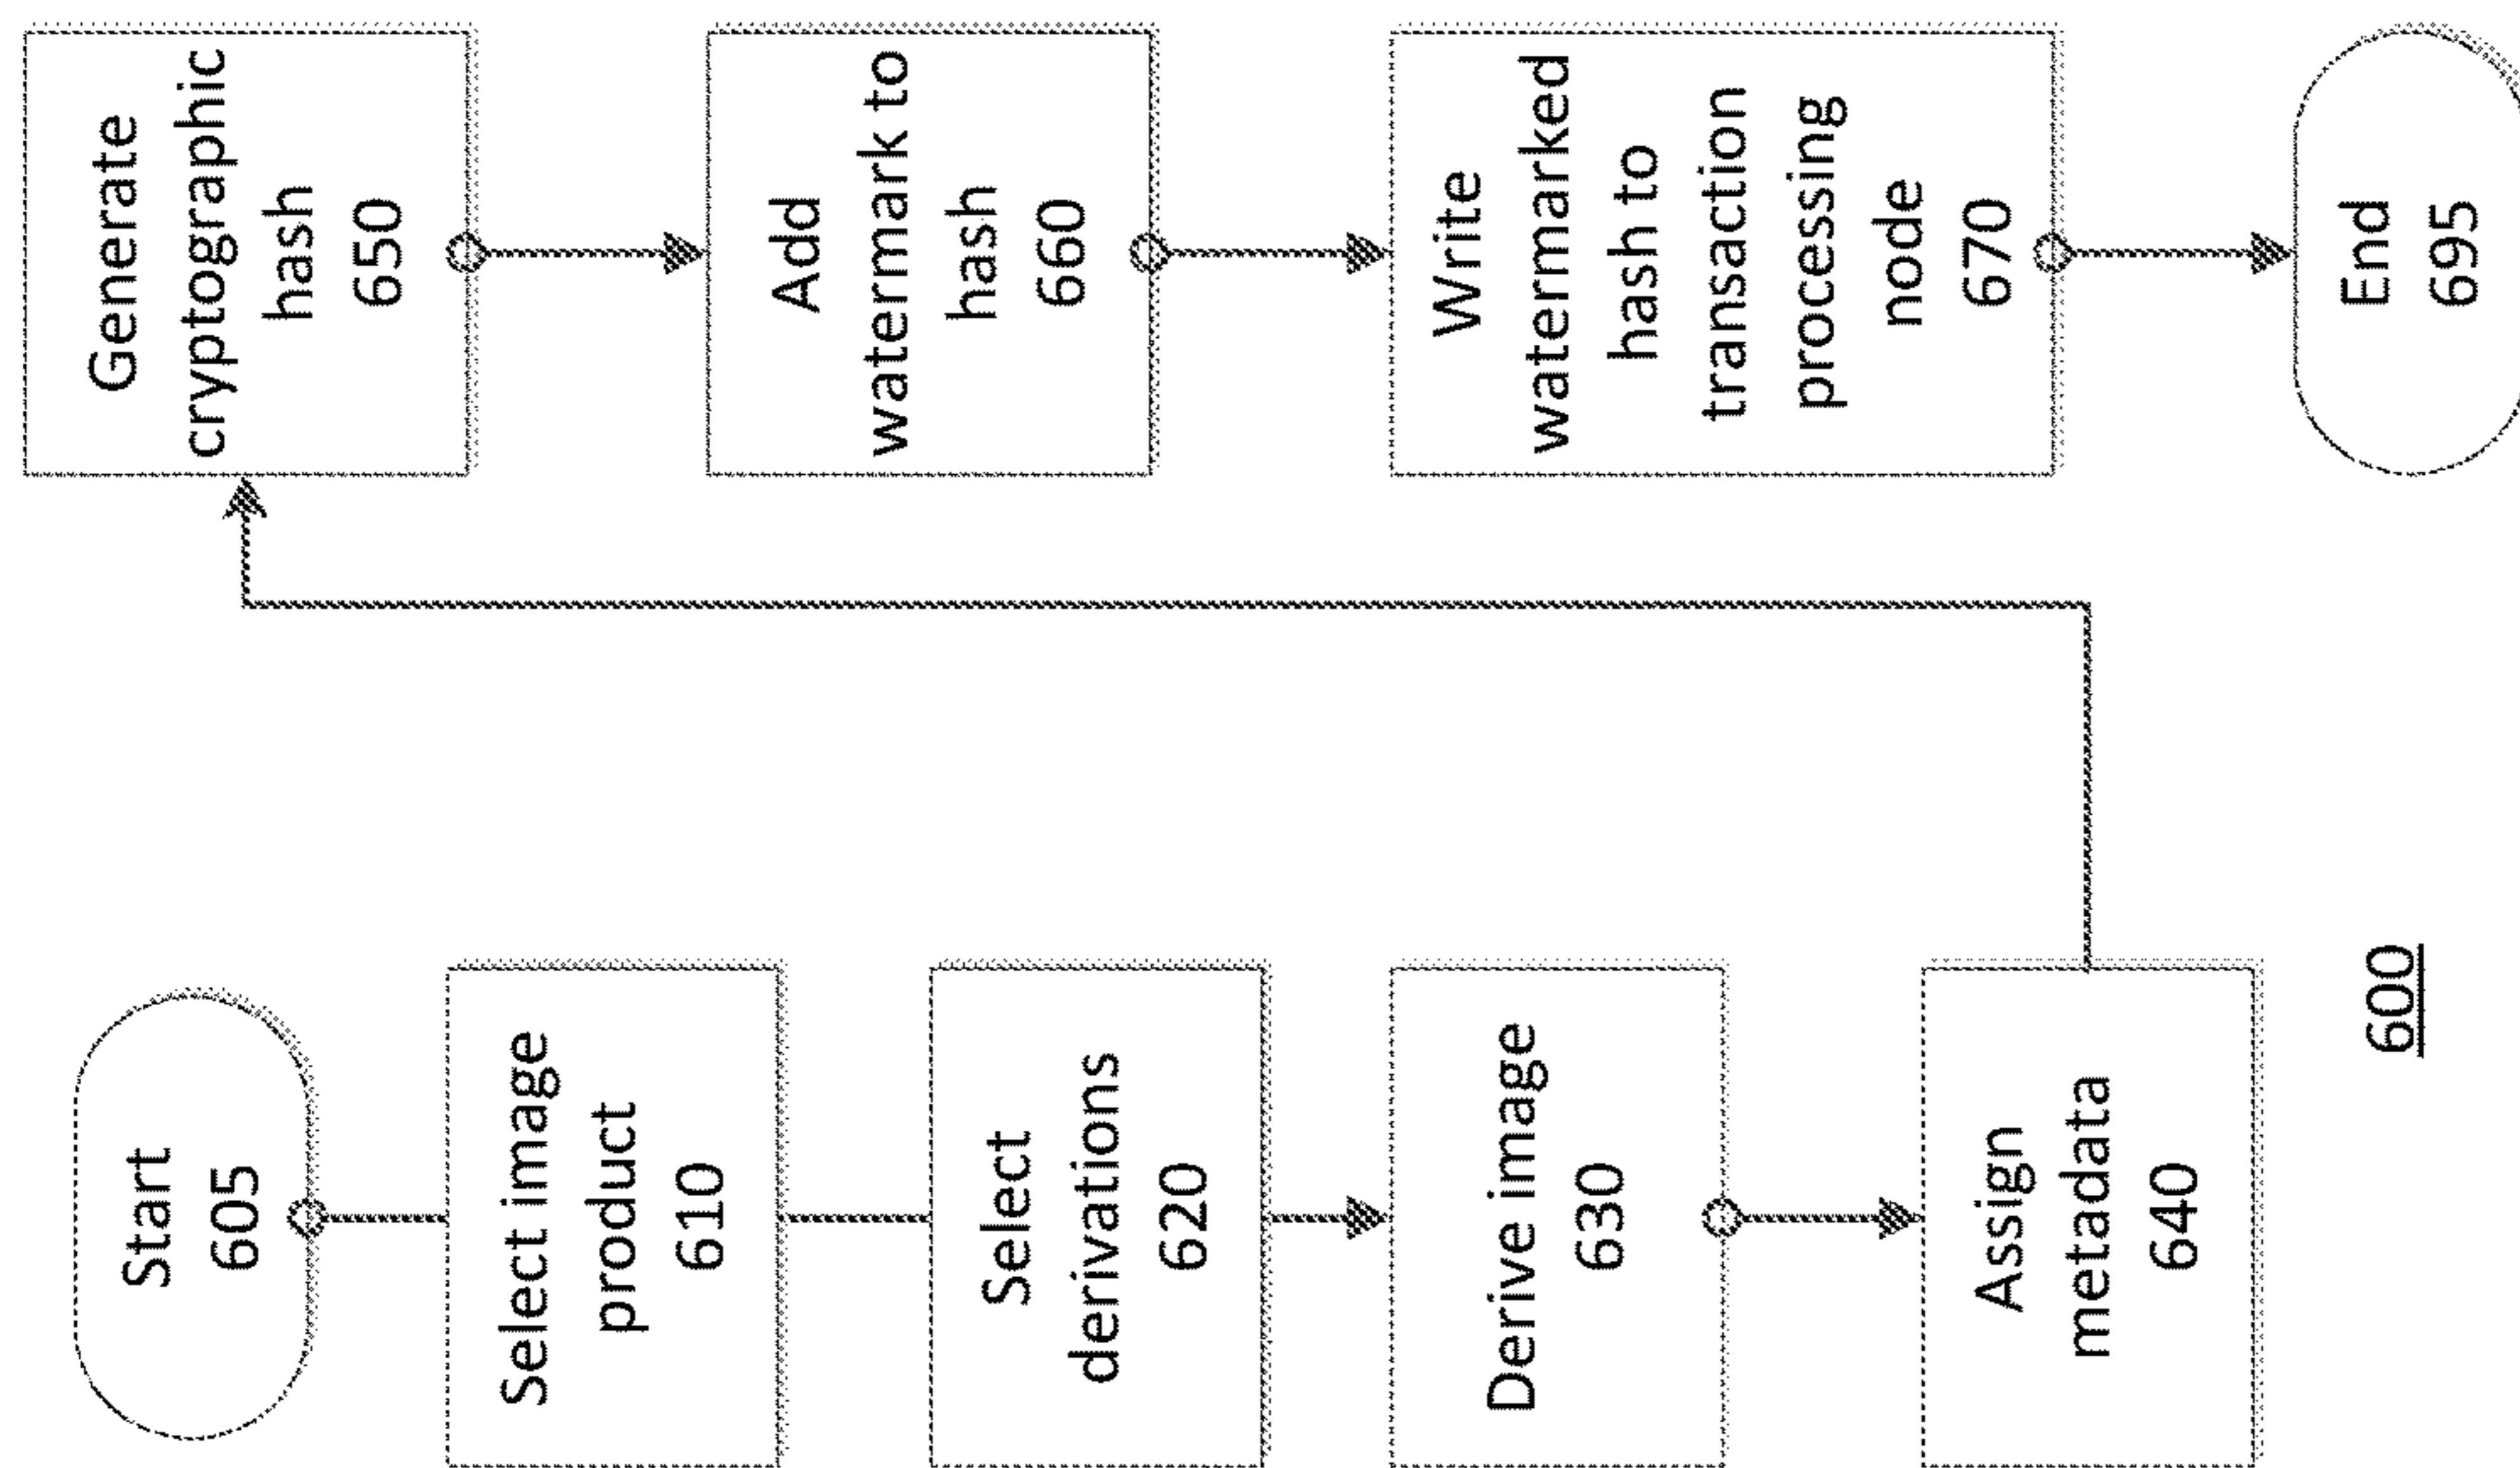 Start
605
Select image
product
610
Select
derivations
620
Derive image
630
Assign
metadata
640
Generate
cryptographic
hash
650
Add
watermark to
hash
660
Write
watermarked
hash to
transaction
processing
node
670
End
695
600